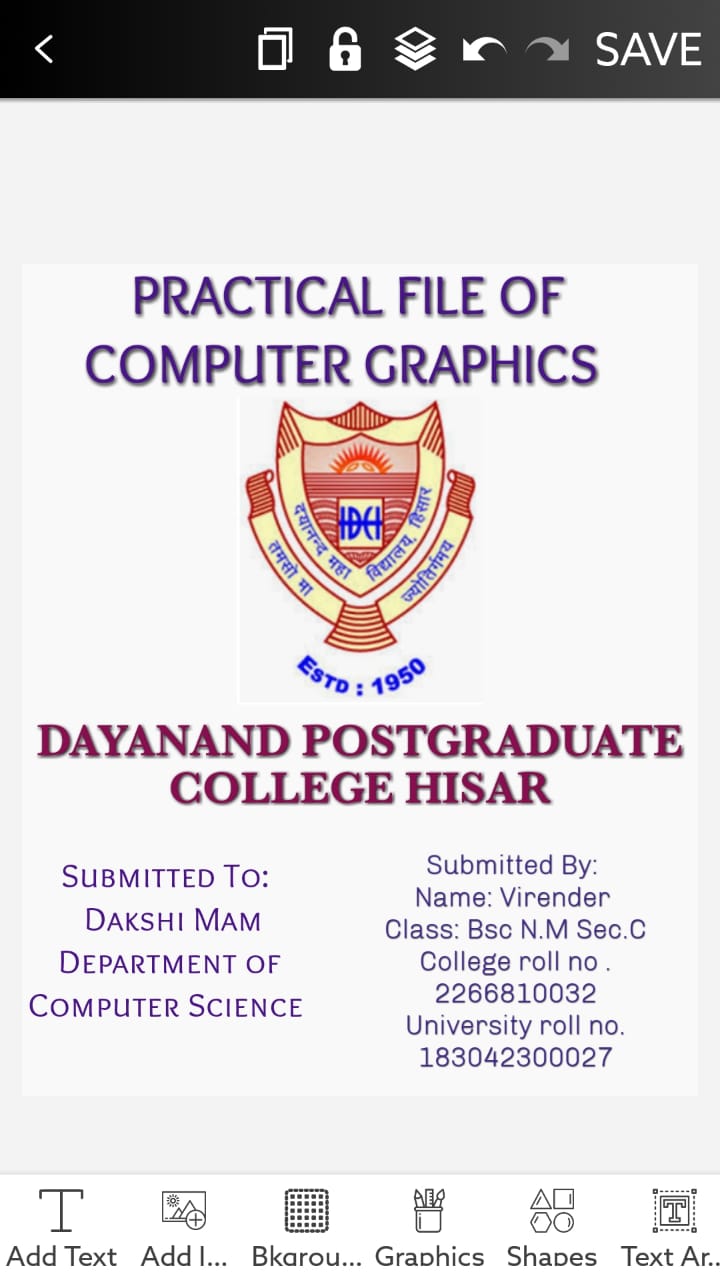 SAVE
PRACTICAL FILE OF
COMPUTER GRAPHICS
IDCH
दयानन्द महा विद्यालय, हिसार
तमसो मा ज्योतिर्गमय
ESTD : 1950
DAYANAND POSTGRADUATE
COLLEGE HISAR
SUBMITTED TO:
DAKSHI MAM
DEPARTMENT OF
COMPUTER SCIENCE
Submitted By:
Name: Virender
Class: Bsc N.M Sec.C
College roll no .
2266810032
University roll no.
183042300027
Add Text Add I... Bkgrou... Graphics Shapes Text Ar..